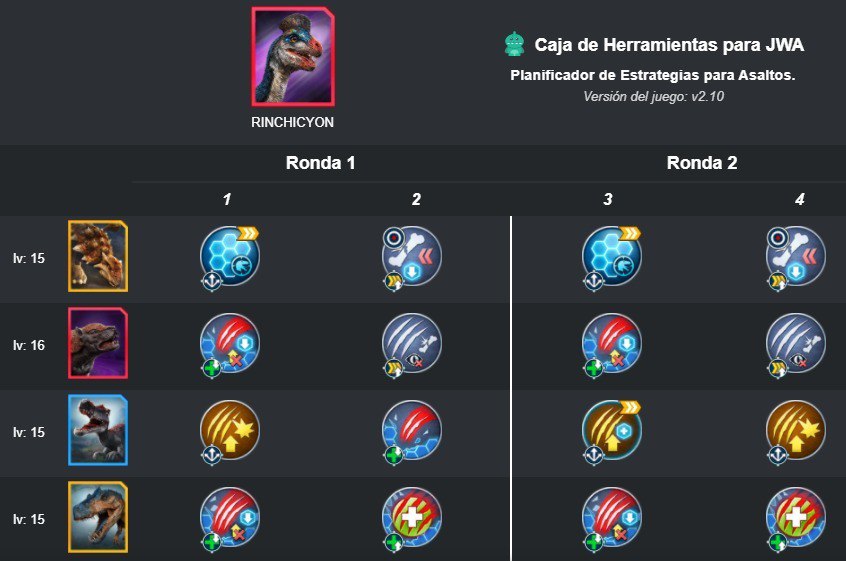 Caja de Herramientas para JWA
Planificador de Estrategias para Asaltos.
Versión del juego: v2.10
RINCHICYON
Ronda 1
Ronda 2
1
2
3
4
lv: 15
lv: 16
lv: 15
lv: 15